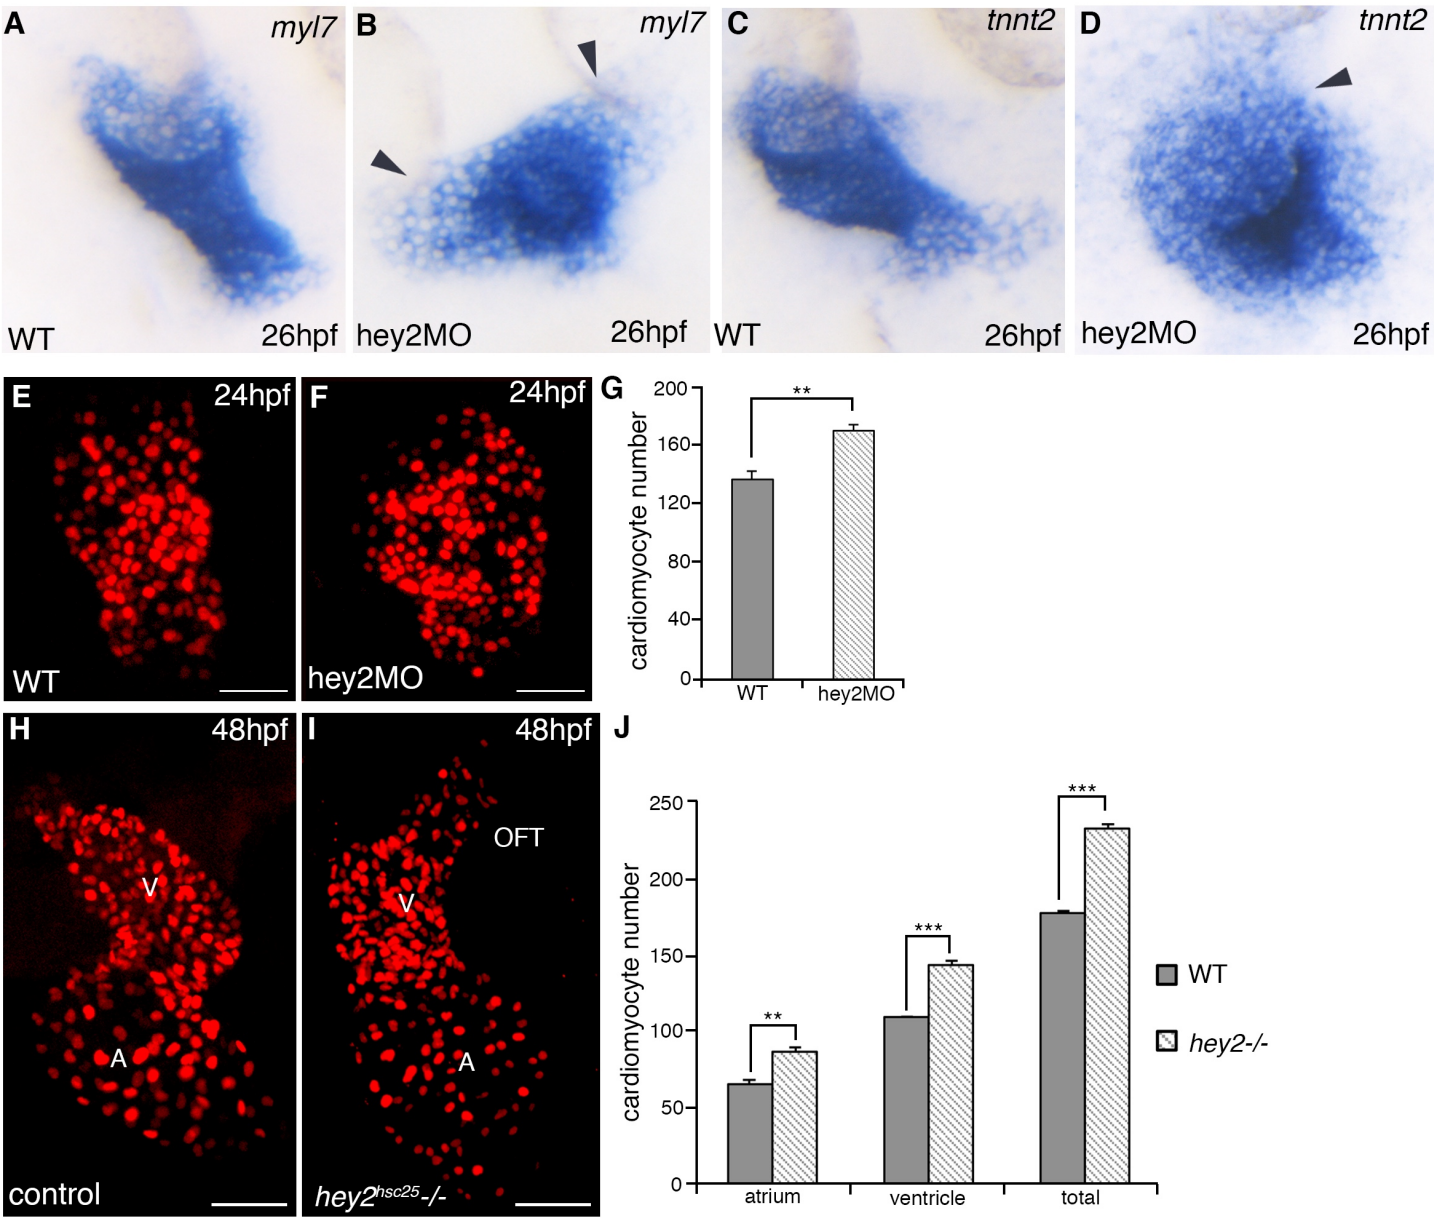 A
myl7
WT
26hpf
B
myl7
hey2MO
26hpf
C
tnnt2
WT
26hpf
D
tnnt2
hey2MO
26hpf
E
24hpf
WT
F
24hpf
hey2MO
G
cardiomyocyte number
200
160
120
80
40
0
**
WT
hey2MO
H
48hpf
V
A
control
I
48hpf
OFT
V
A
hey2hsc25-/-
J
cardiomyocyte number
250
200
150
100
50
0
**
***
***
atrium
ventricle
total
WT
hey2-/-